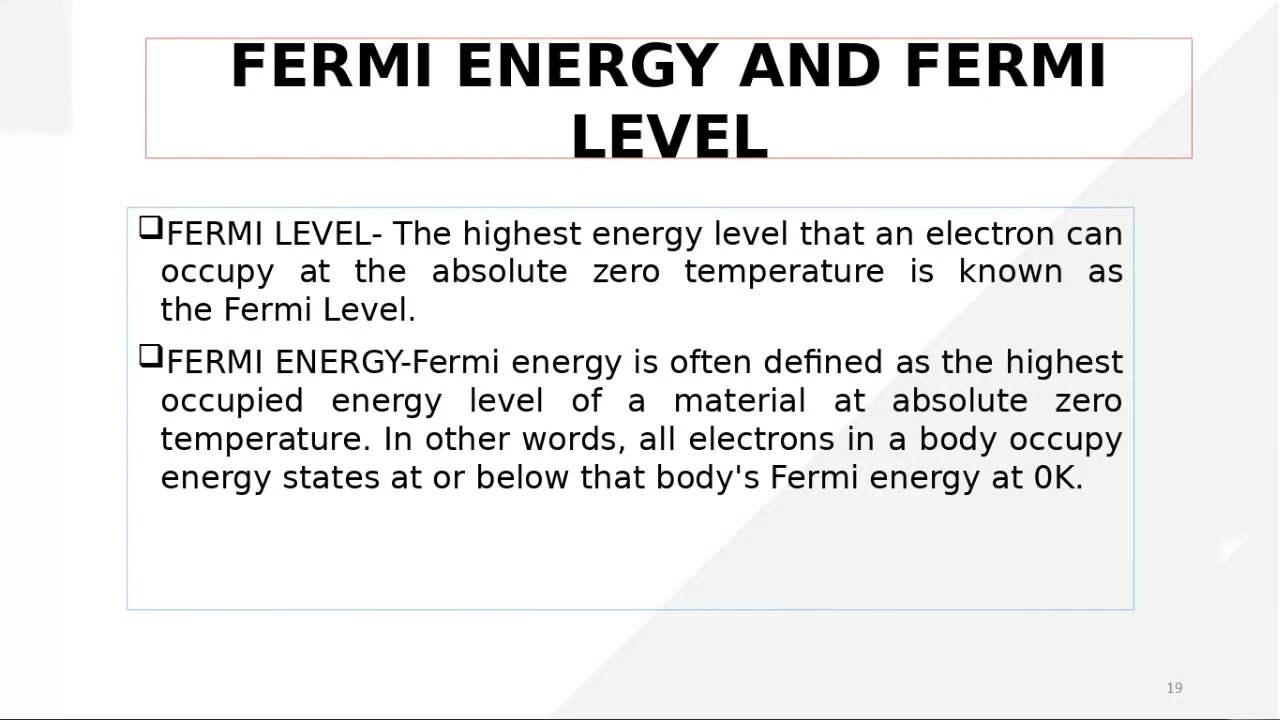 FERMI ENERGY AND FERMI
LEVEL
❑FERMI LEVEL- The highest energy level that an electron can
occupy at the absolute zero temperature is known as
the Fermi Level.
❑FERMI ENERGY-Fermi energy is often defined as the highest
occupied energy level of a material at absolute zero
temperature. In other words, all electrons in a body occupy
energy states at or below that body's Fermi energy at 0K.
19